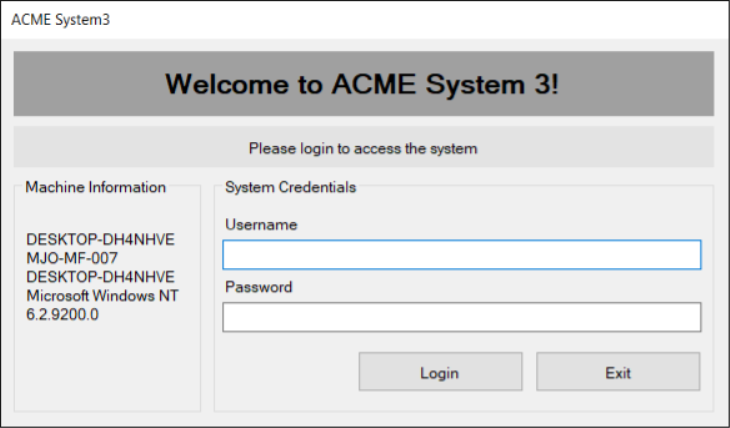 ACME System3
Welcome to ACME System 3!
Please login to access the system
Machine Information
DESKTOP-DH4NHVE
MJO-MF-007
DESKTOP-DH4NHVE
Microsoft Windows NT
6.2.9200.0
System Credentials
Username
Password
Login
Exit